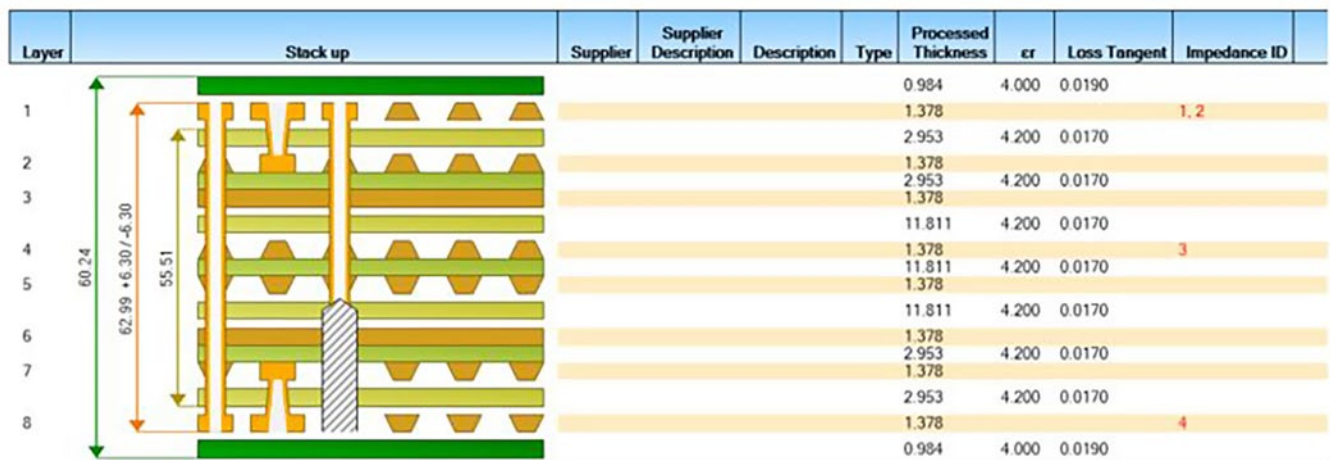 Layer Stack up Supplier Supplier Description Description Type Processed Thickness εr Loss Tangent Impedance ID
0.984 4.000 0.0190
1 1.378 1, 2
2.953 4.200 0.0170
2 1.378
2.953 4.200 0.0170
3 1.378
11.811 4.200 0.0170
4 1.378 3
11.811 4.200 0.0170
5 1.378
11.811 4.200 0.0170
6 1.378
2.953 4.200 0.0170
7 1.378
2.953 4.200 0.0170
8 1.378 4
0.984 4.000 0.0190
60.24
62.99 +6.30 / -6.30
55.51